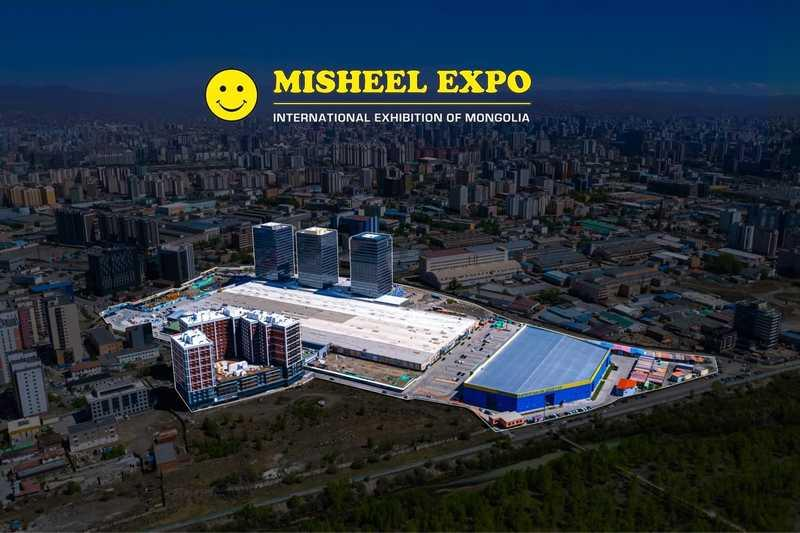 MISHEEL EXPO
INTERNATIONAL EXHIBITION OF MONGOLIA